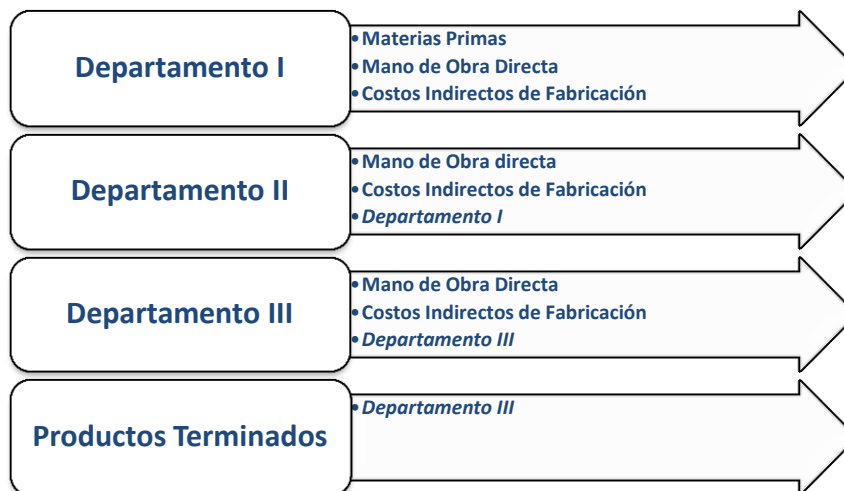 Departamento I
•Materias Primas
•Mano de Obra Directa
•Costos Indirectos de Fabricación
Departamento II
•Mano de Obra directa
•Costos Indirectos de Fabricación
•Departamento I
Departamento III
•Mano de Obra Directa
•Costos Indirectos de Fabricación
•Departamento III
Productos Terminados
•Departamento III